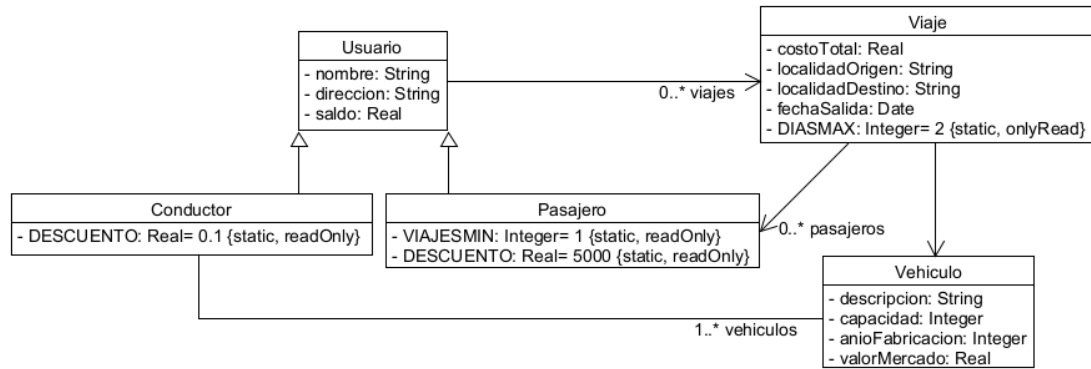 Usuario
- nombre: String
- direccion: String
- saldo: Real
0..* viajes
Viaje
- costoTotal: Real
- localidadOrigen: String
- localidadDestino: String
- fechaSalida: Date
- DIASMAX: Integer= 2 {static, onlyRead}
Conductor
- DESCUENTO: Real= 0.1 {static, readOnly}
Pasajero
- VIAJESMIN: Integer= 1 {static, readOnly}
- DESCUENTO: Real= 5000 {static, readOnly}
0..* pasajeros
Vehiculo
- descripcion: String
- capacidad: Integer
- anioFabricacion: Integer
- valorMercado: Real
1..* vehiculos